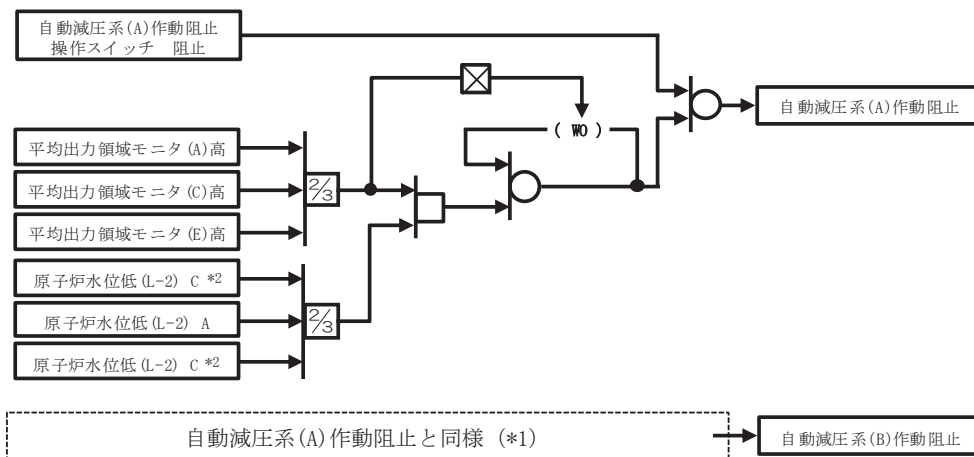 自動減圧系(A)作動阻止
操作スイッチ 阻止
自動減圧系(A)作動阻止
( WO )
平均出力領域モニタ(A)高
平均出力領域モニタ(C)高
2/3
平均出力領域モニタ(E)高
原子炉水位低(L-2) C *2
原子炉水位低(L-2) A
2/3
原子炉水位低(L-2) C *2
自動減圧系(A)作動阻止と同様 (*1)
自動減圧系(B)作動阻止